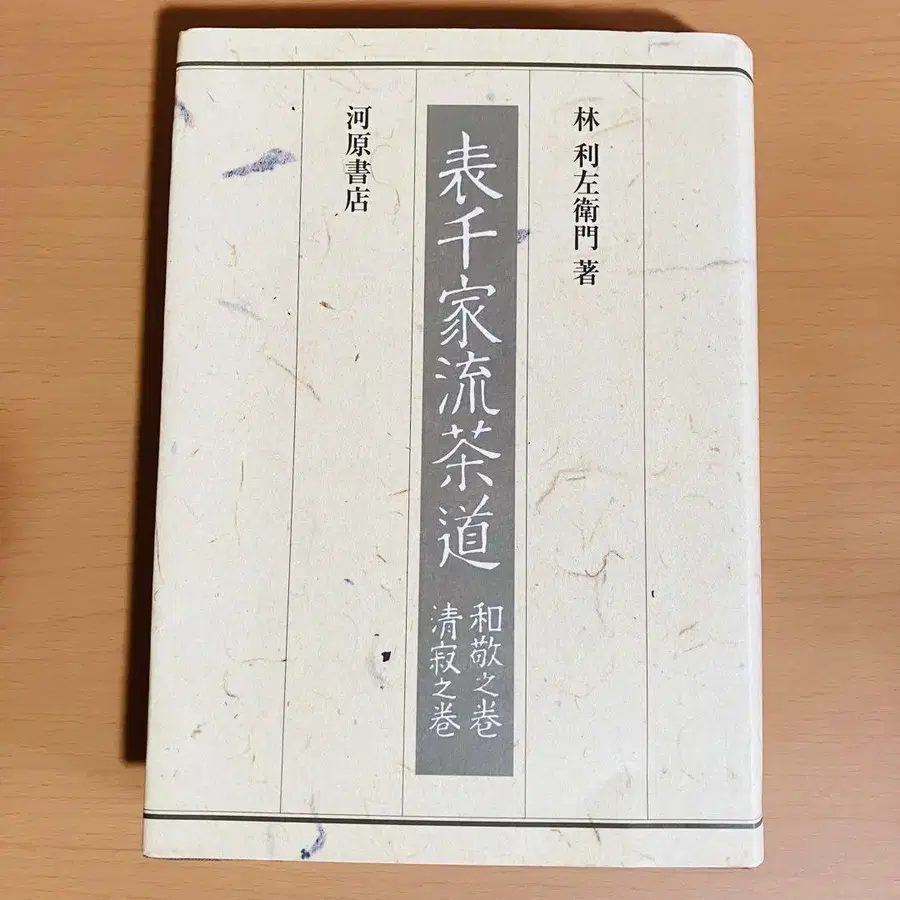 林 利左衛門 著
表千家流茶道
和敬之巻
清寂之巻
河原書店